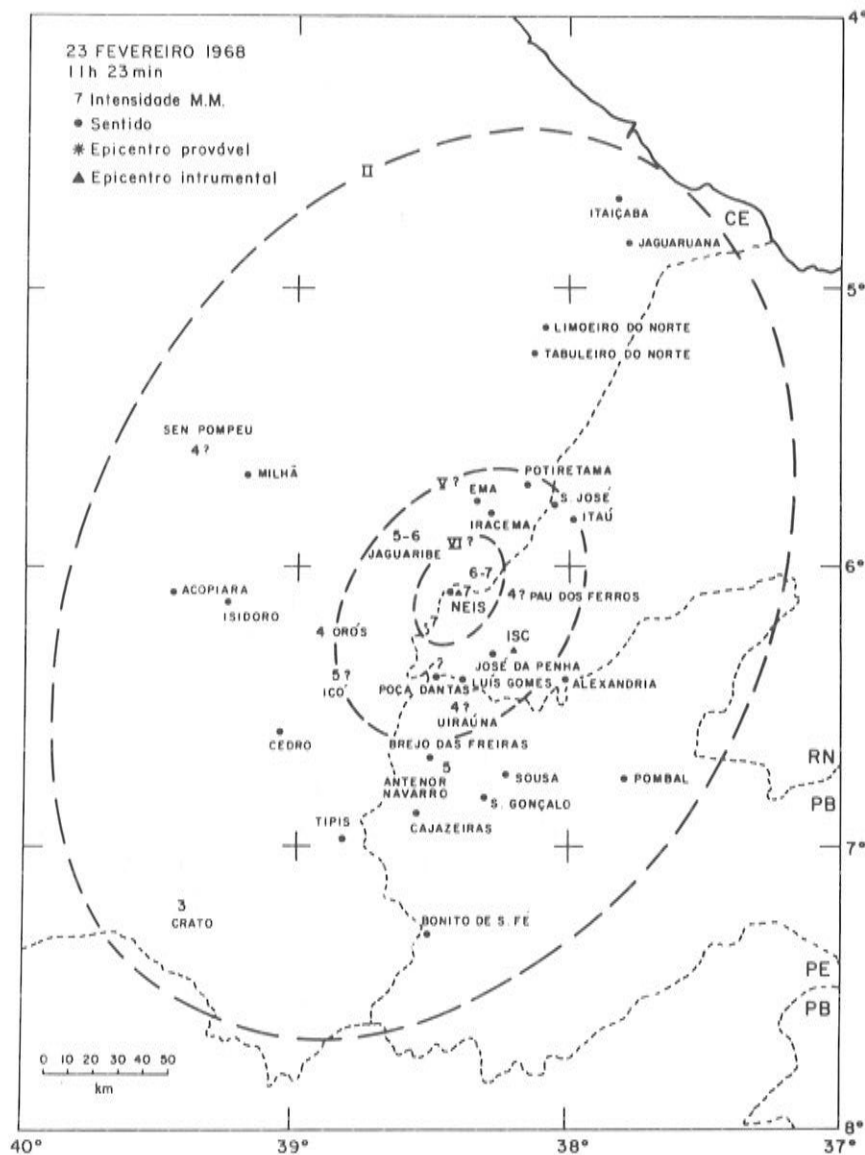 23 FEVEREIRO 1968
11h 23min
7 Intensidade M.M.
Sentido
Epicentro provável
Epicentro intrumental
4°
II
ITAIÇABA
CE
JAGUARUANA
5°
LIMOEIRO DO NORTE
TABULEIRO DO NORTE
SEN POMPEU
4?
MILHÃ
V?
POTIRETAMA
EMA
S. JOSÉ
IRACEMA
ITAÚ
5-6
JAGUARIBE
VI?
6-7
6°
ACOPIARA
ISIDORO
7
NEIS
4? PAU DOS FERROS
7
4 ORÓS
ISC
JOSÉ DA PENHA
5?
ICÓ
?
POÇA DANTAS
LUÍS GOMES
ALEXANDRIA
4?
UIRAÚNA
CEDRO
BREJO DAS FREIRAS
5
ANTENOR
NAVARRO
SOUSA
POMBAL
RN
PB
S. GONÇALO
TIPIS
CAJAZEIRAS
7°
3
CRATO
BONITO DE S. FÉ
PE
PB
0 10 20 30 40 50
km
8°
40°
39°
38°
37°